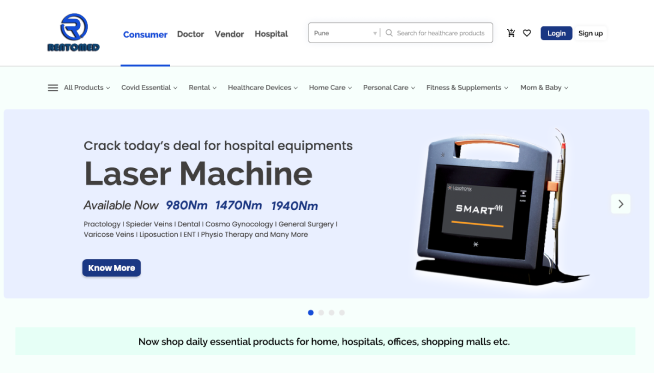 RENTOMED
Consumer Doctor Vendor Hospital
Pune
Search for healthcare products
Login Sign up
All Products Covid Essential Rental Healthcare Devices Home Care Personal Care Fitness & Supplements Mom & Baby
Crack today's deal for hospital equipments
Laser Machine
Available Now 980Nm 1470Nm 1940Nm
Practology I Spieder Veins I Dental I Cosmo Gynocology I General Surgery I
Varicose Veins I Liposuction I ENT I Physio Therapy and Many More
Know More
SMART
Now shop daily essential products for home, hospitals, offices, shopping malls etc.